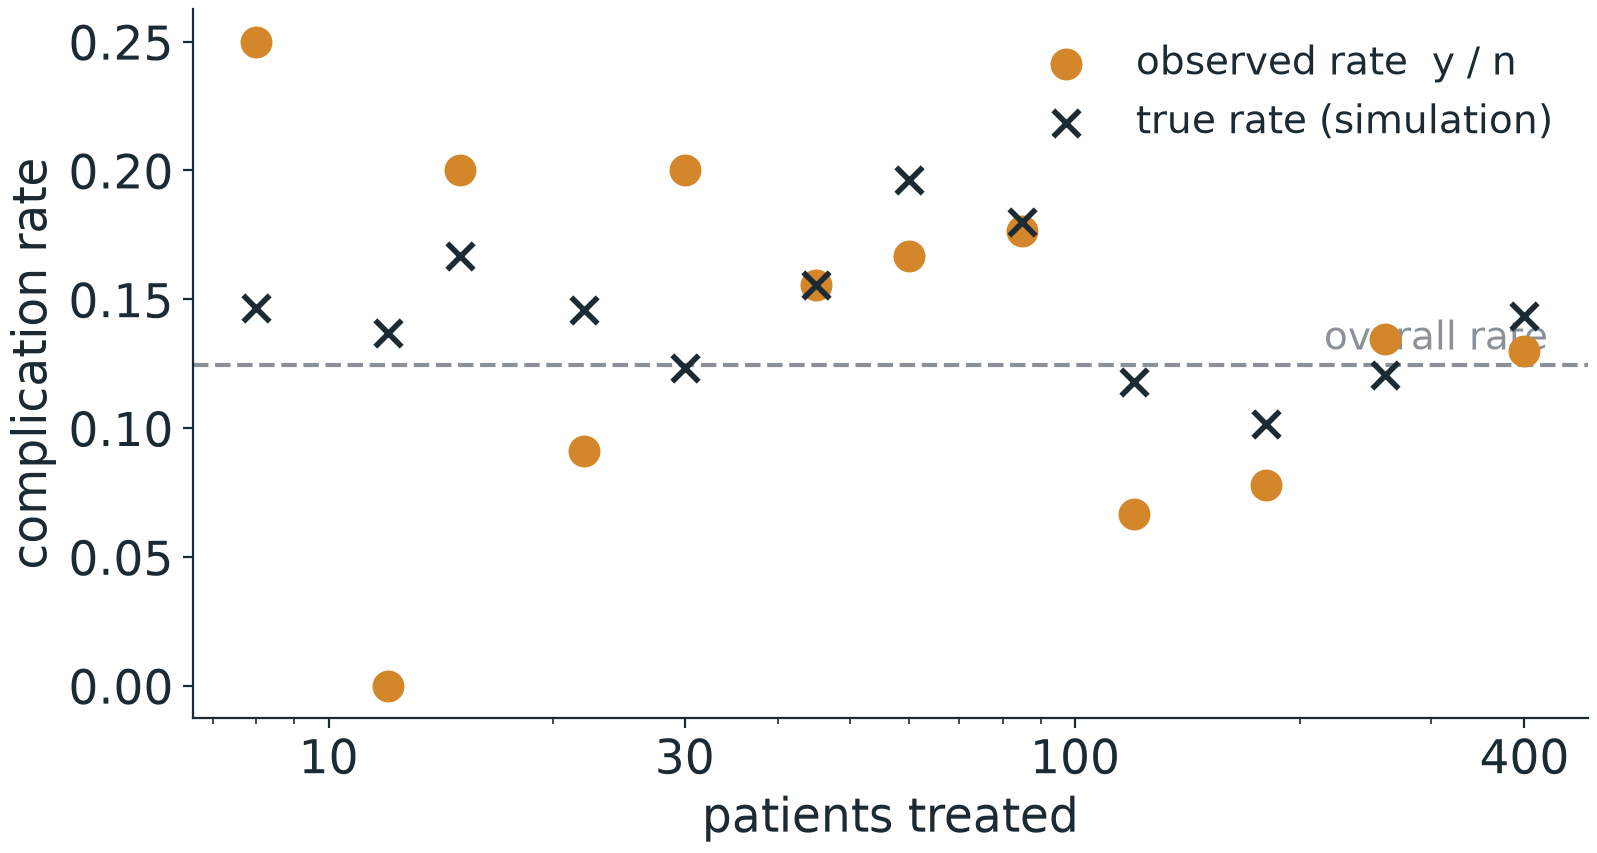 0.25
0.20
0.15
0.10
0.05
0.00
complication rate
observed rate y / n
true rate (simulation)
overall rate
10
30
100
400
patients treated